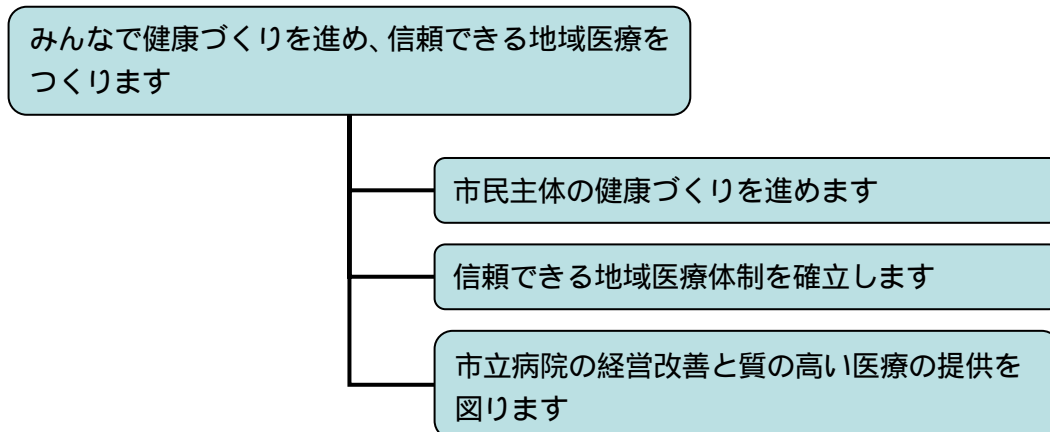 みんなで健康づくりを進め、信頼できる地域医療を
つくります
市民主体の健康づくりを進めます
信頼できる地域医療体制を確立します
市立病院の経営改善と質の高い医療の提供を
図ります